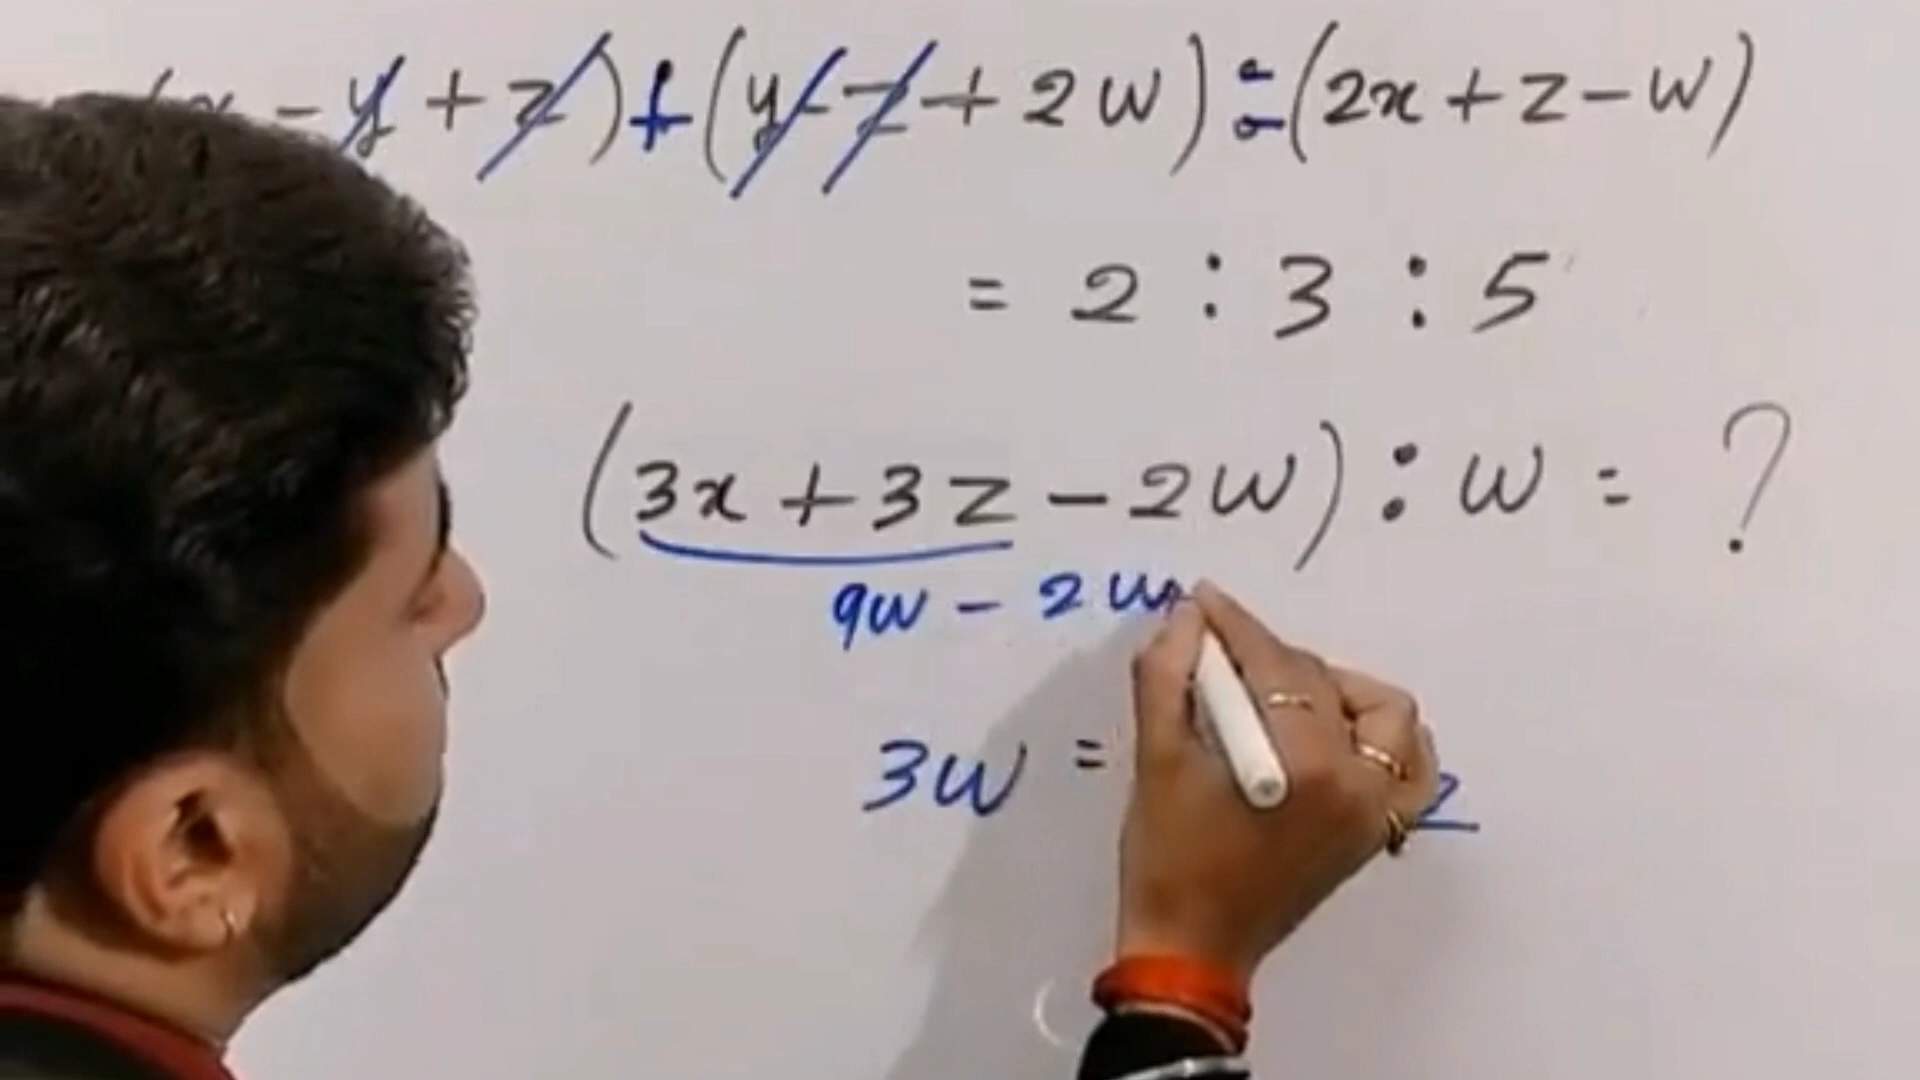 x - y + z) + (y - z + 2w) = (2x + z - w)
= 2 : 3 : 5
(3x + 3z - 2w) : w = ?
9w - 2w
3w = z